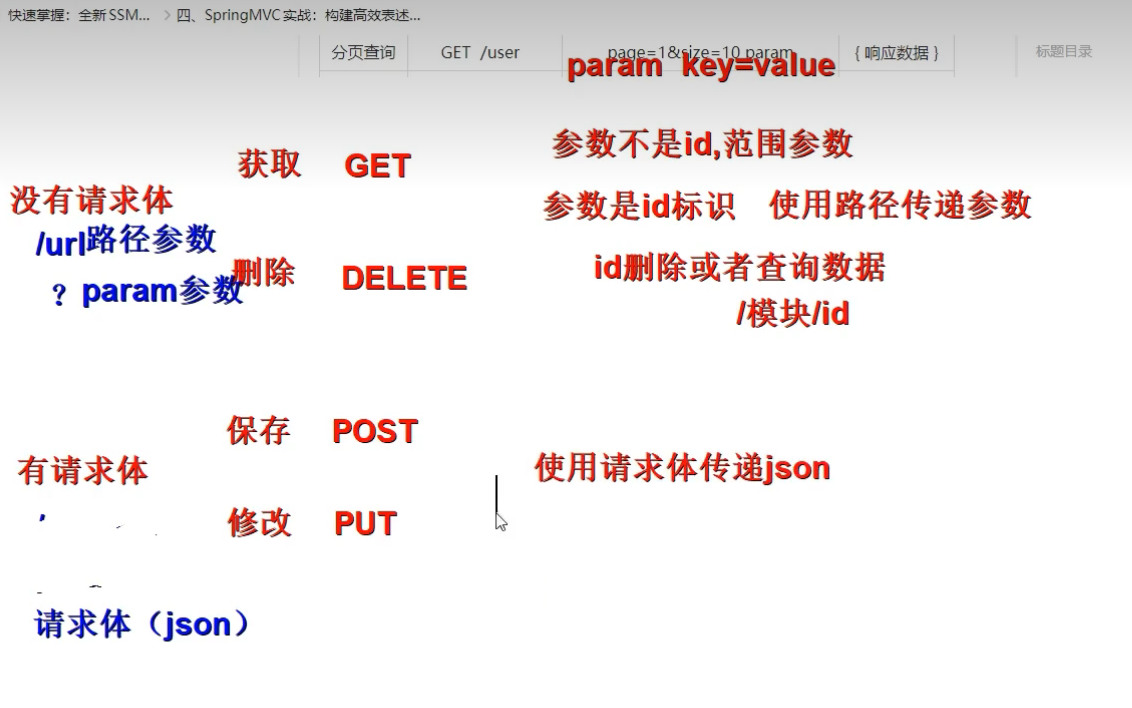 快速掌握：全新SSM... > 四、SpringMVC实战：构建高效表述...
分页查询 GET /user page=1&size=10 param { 响应数据 } 标题目录
param key=value
获取 GET 参数不是id,范围参数
没有请求体 参数是id标识 使用路径传递参数
/url路径参数
删除 DELETE id删除或者查询数据
? param参数
/模块/id
保存 POST
有请求体 使用请求体传递json
修改 PUT
请求体（json）